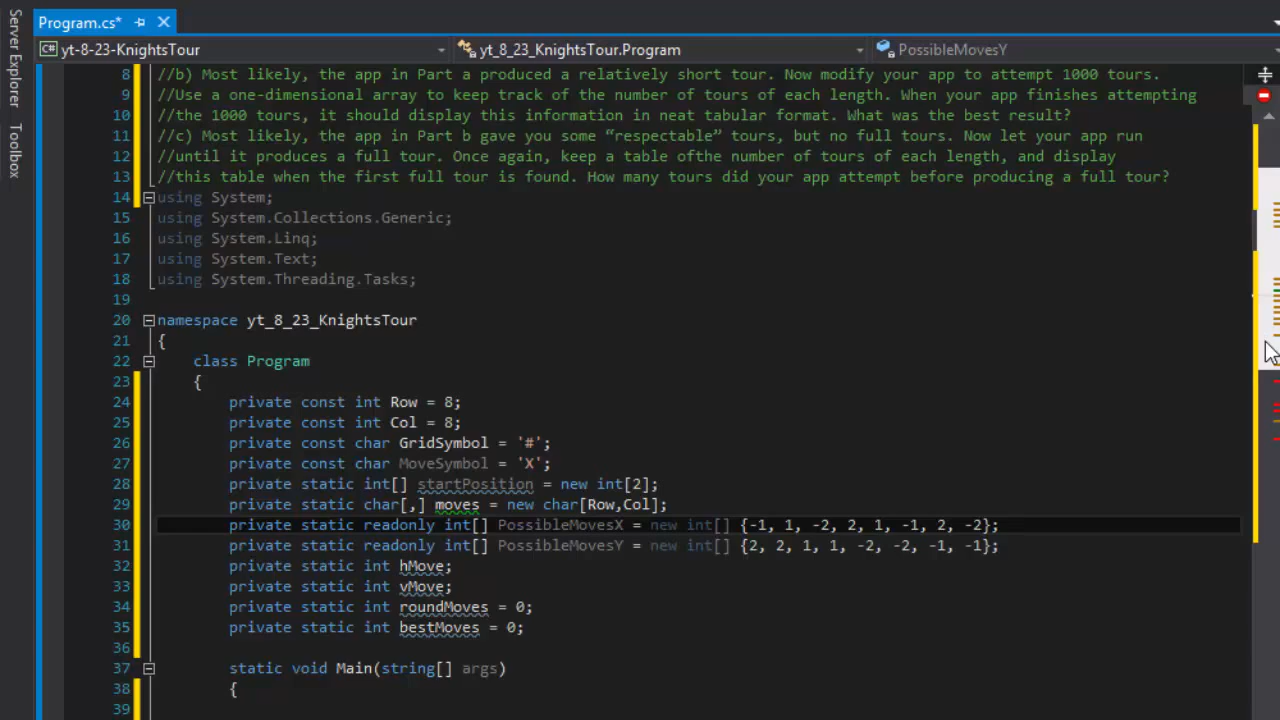 Server Explorer
Toolbox
Program.cs*
C# yt-8-23-KnightsTour
yt_8_23_KnightsTour.Program
PossibleMovesY
8 //b) Most likely, the app in Part a produced a relatively short tour. Now modify your app to attempt 1000 tours.
9 //Use a one-dimensional array to keep track of the number of tours of each length. When your app finishes attempting
10 //the 1000 tours, it should display this information in neat tabular format. What was the best result?
11 //c) Most likely, the app in Part b gave you some “respectable” tours, but no full tours. Now let your app run
12 //until it produces a full tour. Once again, keep a table ofthe number of tours of each length, and display
13 //this table when the first full tour is found. How many tours did your app attempt before producing a full tour?
14 using System;
15 using System.Collections.Generic;
16 using System.Linq;
17 using System.Text;
18 using System.Threading.Tasks;
19
20 namespace yt_8_23_KnightsTour
21 {
22 class Program
23 {
24 private const int Row = 8;
25 private const int Col = 8;
26 private const char GridSymbol = '#';
27 private const char MoveSymbol = 'X';
28 private static int[] startPosition = new int[2];
29 private static char[,] moves = new char[Row,Col];
30 private static readonly int[] PossibleMovesX = new int[] {-1, 1, -2, 2, 1, -1, 2, -2};
31 private static readonly int[] PossibleMovesY = new int[] {2, 2, 1, 1, -2, -2, -1, -1};
32 private static int hMove;
33 private static int vMove;
34 private static int roundMoves = 0;
35 private static int bestMoves = 0;
36
37 static void Main(string[] args)
38 {
39